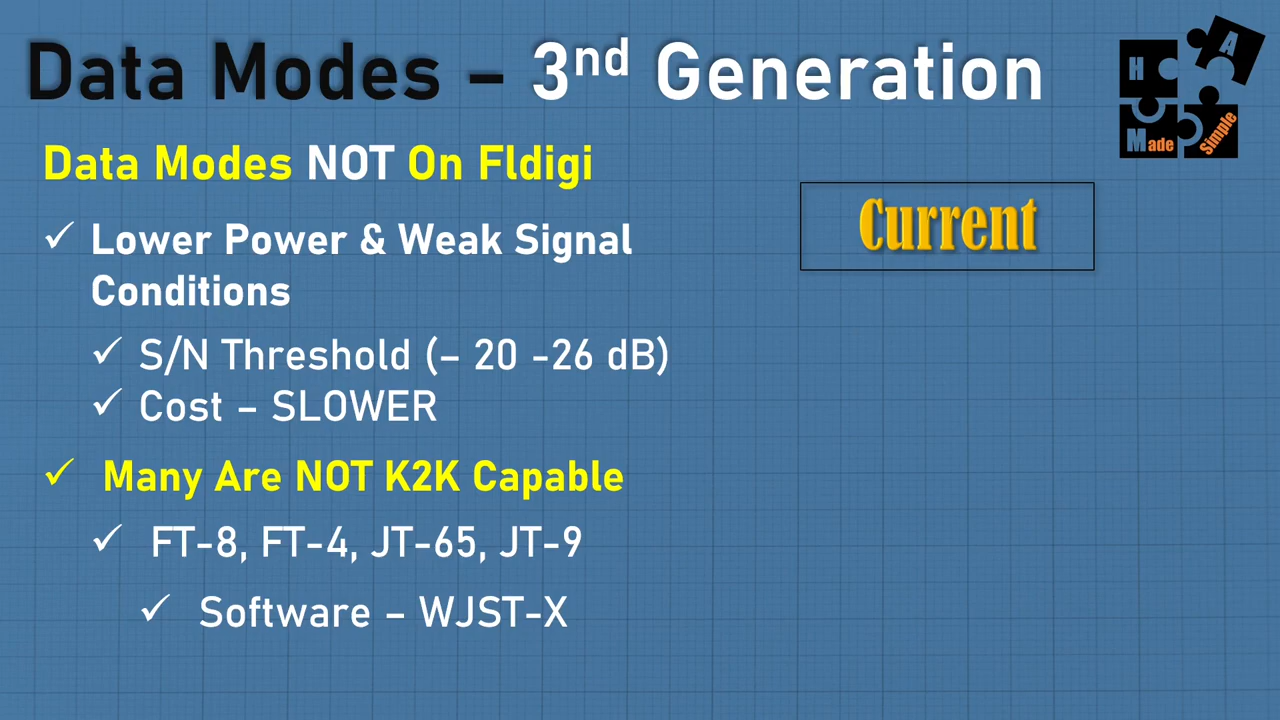 Data Modes – 3nd Generation
H A
Made Simple
Data Modes NOT On Fldigi
Current
✓ Lower Power & Weak Signal
Conditions
✓ S/N Threshold (– 20 -26 dB)
✓ Cost – SLOWER
✓ Many Are NOT K2K Capable
✓ FT-8, FT-4, JT-65, JT-9
✓ Software – WJST-X